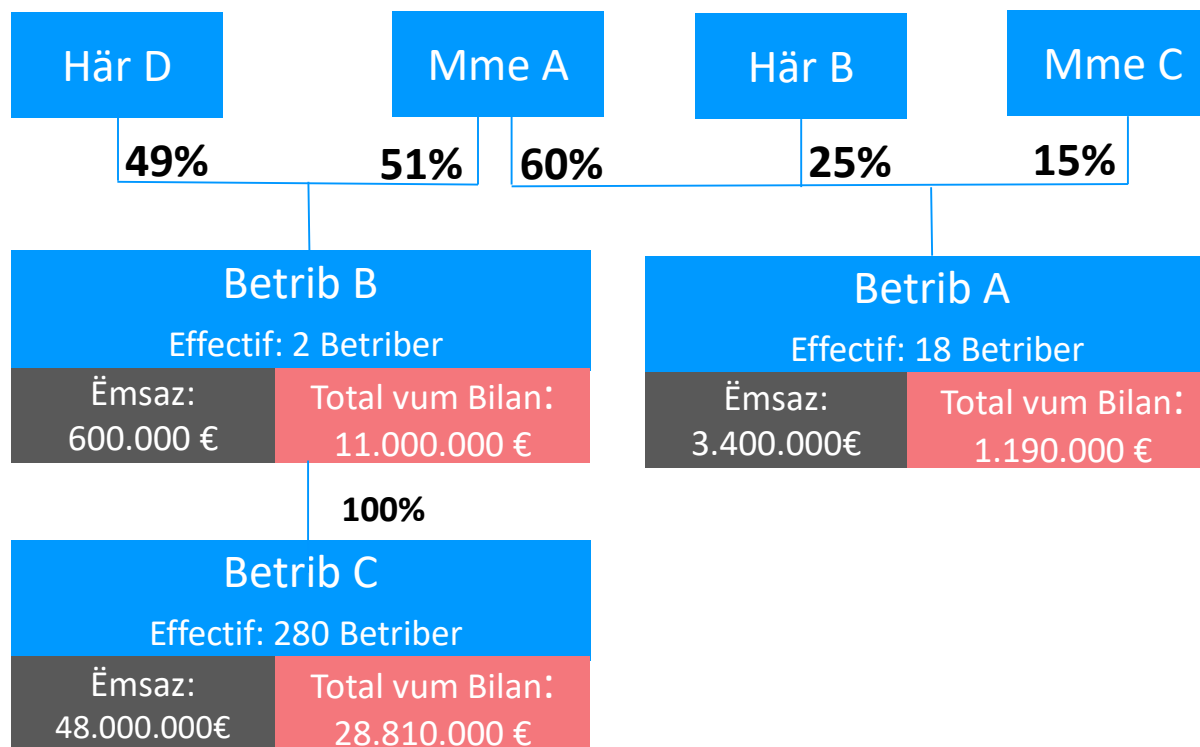 Här D
Mme A
Här B
Mme C
49%
51%
60%
25%
15%
Betrib B
Effectif: 2 Betriber
Ëmsaz:
600.000 €
Total vum Bilan:
11.000.000 €
Betrib A
Effectif: 18 Betriber
Ëmsaz:
3.400.000€
Total vum Bilan:
1.190.000 €
100%
Betrib C
Effectif: 280 Betriber
Ëmsaz:
48.000.000€
Total vum Bilan:
28.810.000 €